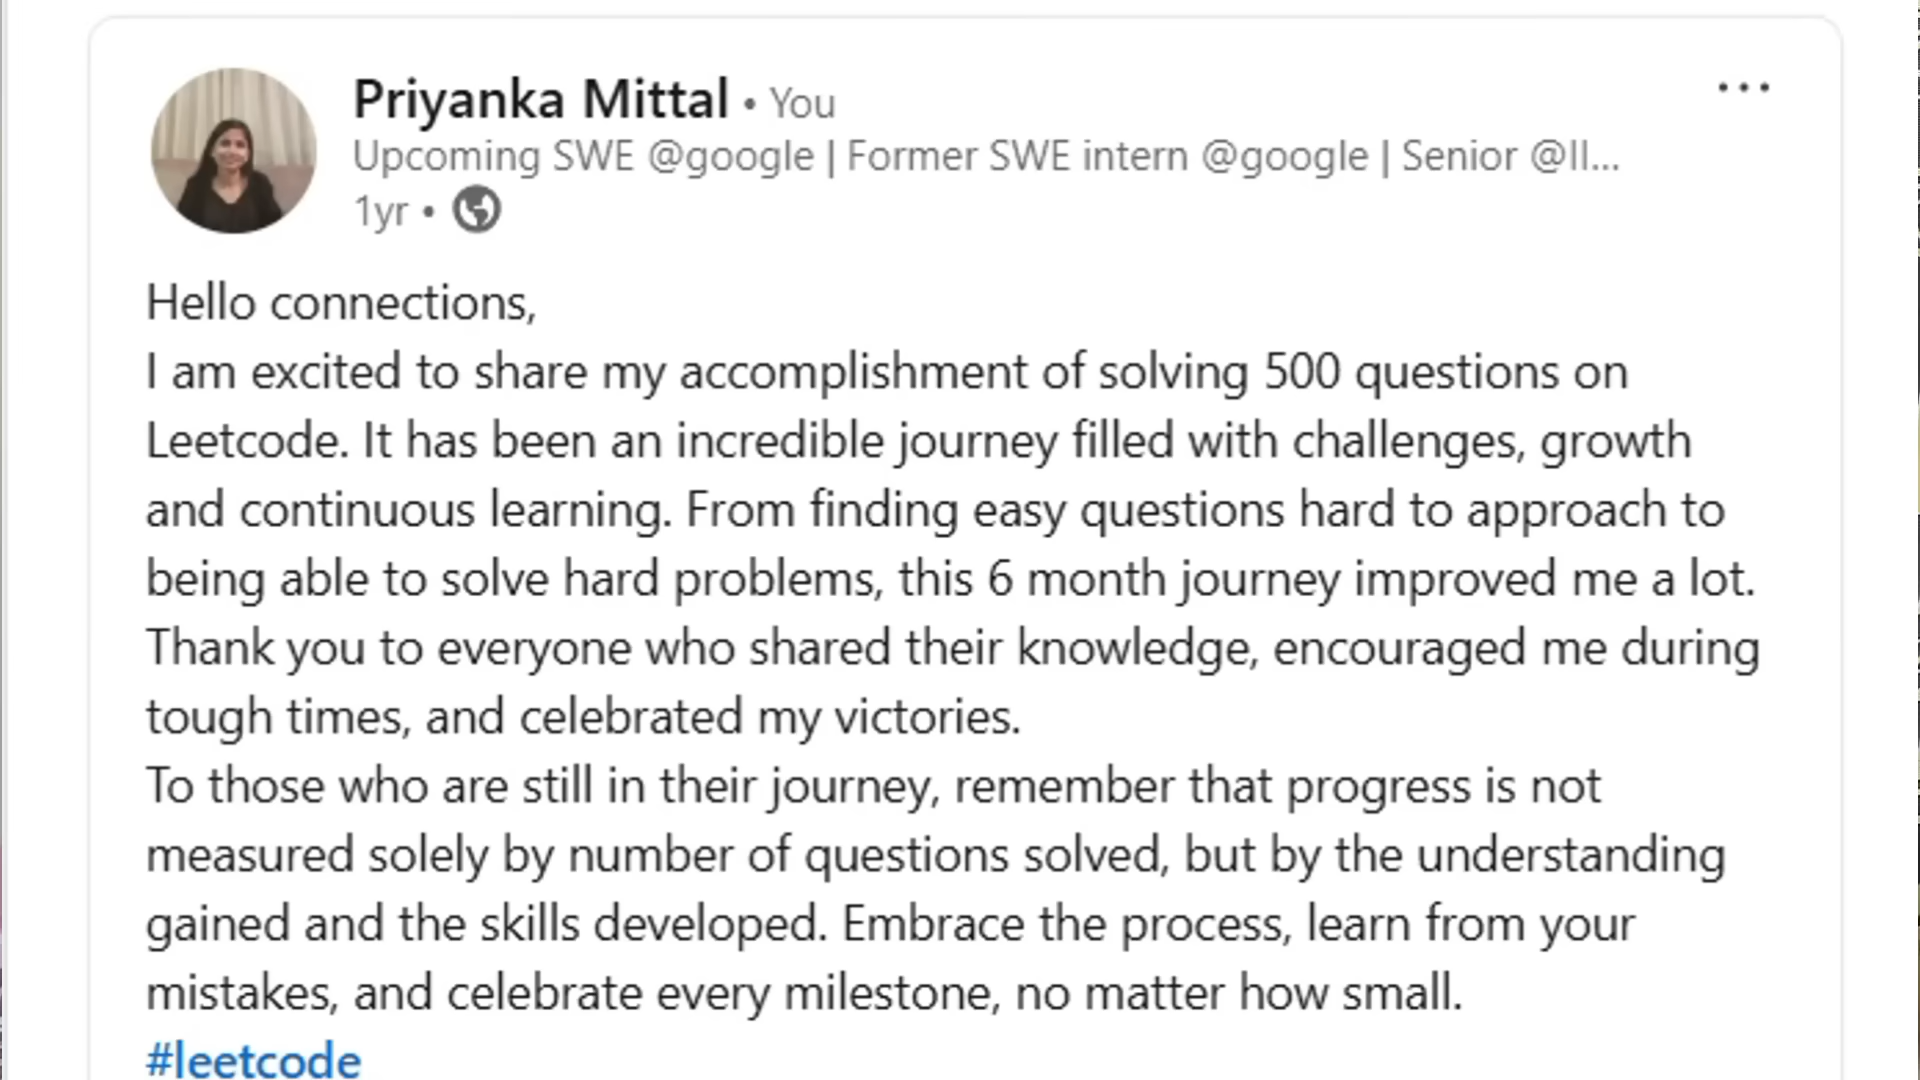 Priyanka Mittal • You
Upcoming SWE @google | Former SWE intern @google | Senior @II...
1yr •
Hello connections,
I am excited to share my accomplishment of solving 500 questions on
Leetcode. It has been an incredible journey filled with challenges, growth
and continuous learning. From finding easy questions hard to approach to
being able to solve hard problems, this 6 month journey improved me a lot.
Thank you to everyone who shared their knowledge, encouraged me during
tough times, and celebrated my victories.
To those who are still in their journey, remember that progress is not
measured solely by number of questions solved, but by the understanding
gained and the skills developed. Embrace the process, learn from your
mistakes, and celebrate every milestone, no matter how small.
#leetcode